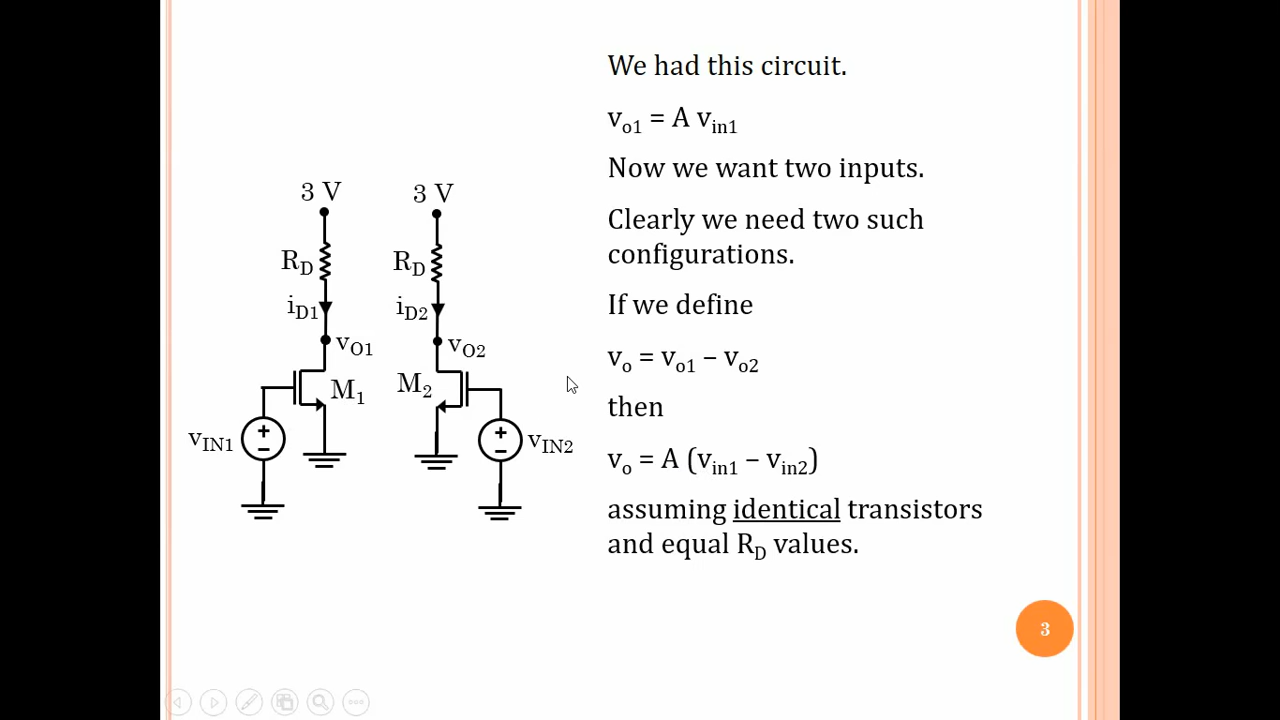 We had this circuit.
v_o1 = A v_in1
Now we want two inputs.
Clearly we need two such
configurations.
If we define
v_o = v_o1 – v_o2
then
v_o = A (v_in1 – v_in2)
assuming identical transistors
and equal R_D values.
3 V 3 V
R_D R_D
i_D1 i_D2
v_O1 v_O2
M_1 M_2
v_IN1 v_IN2
+ +
– –
3